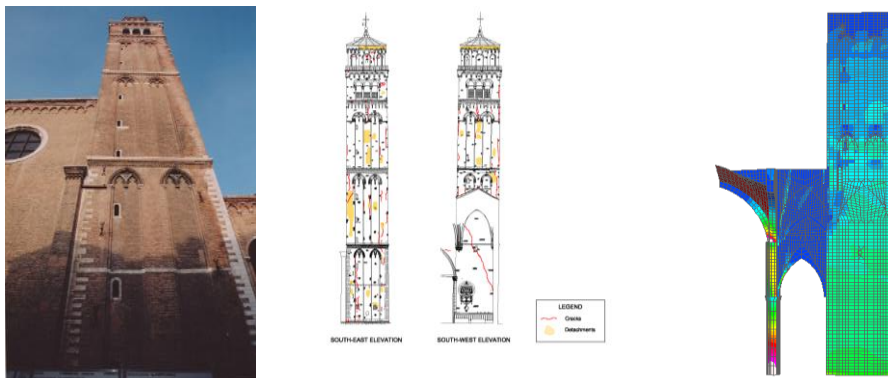 LEGEND
Cracks
Detachments
SOUTH-EAST ELEVATION
SOUTH-WEST ELEVATION